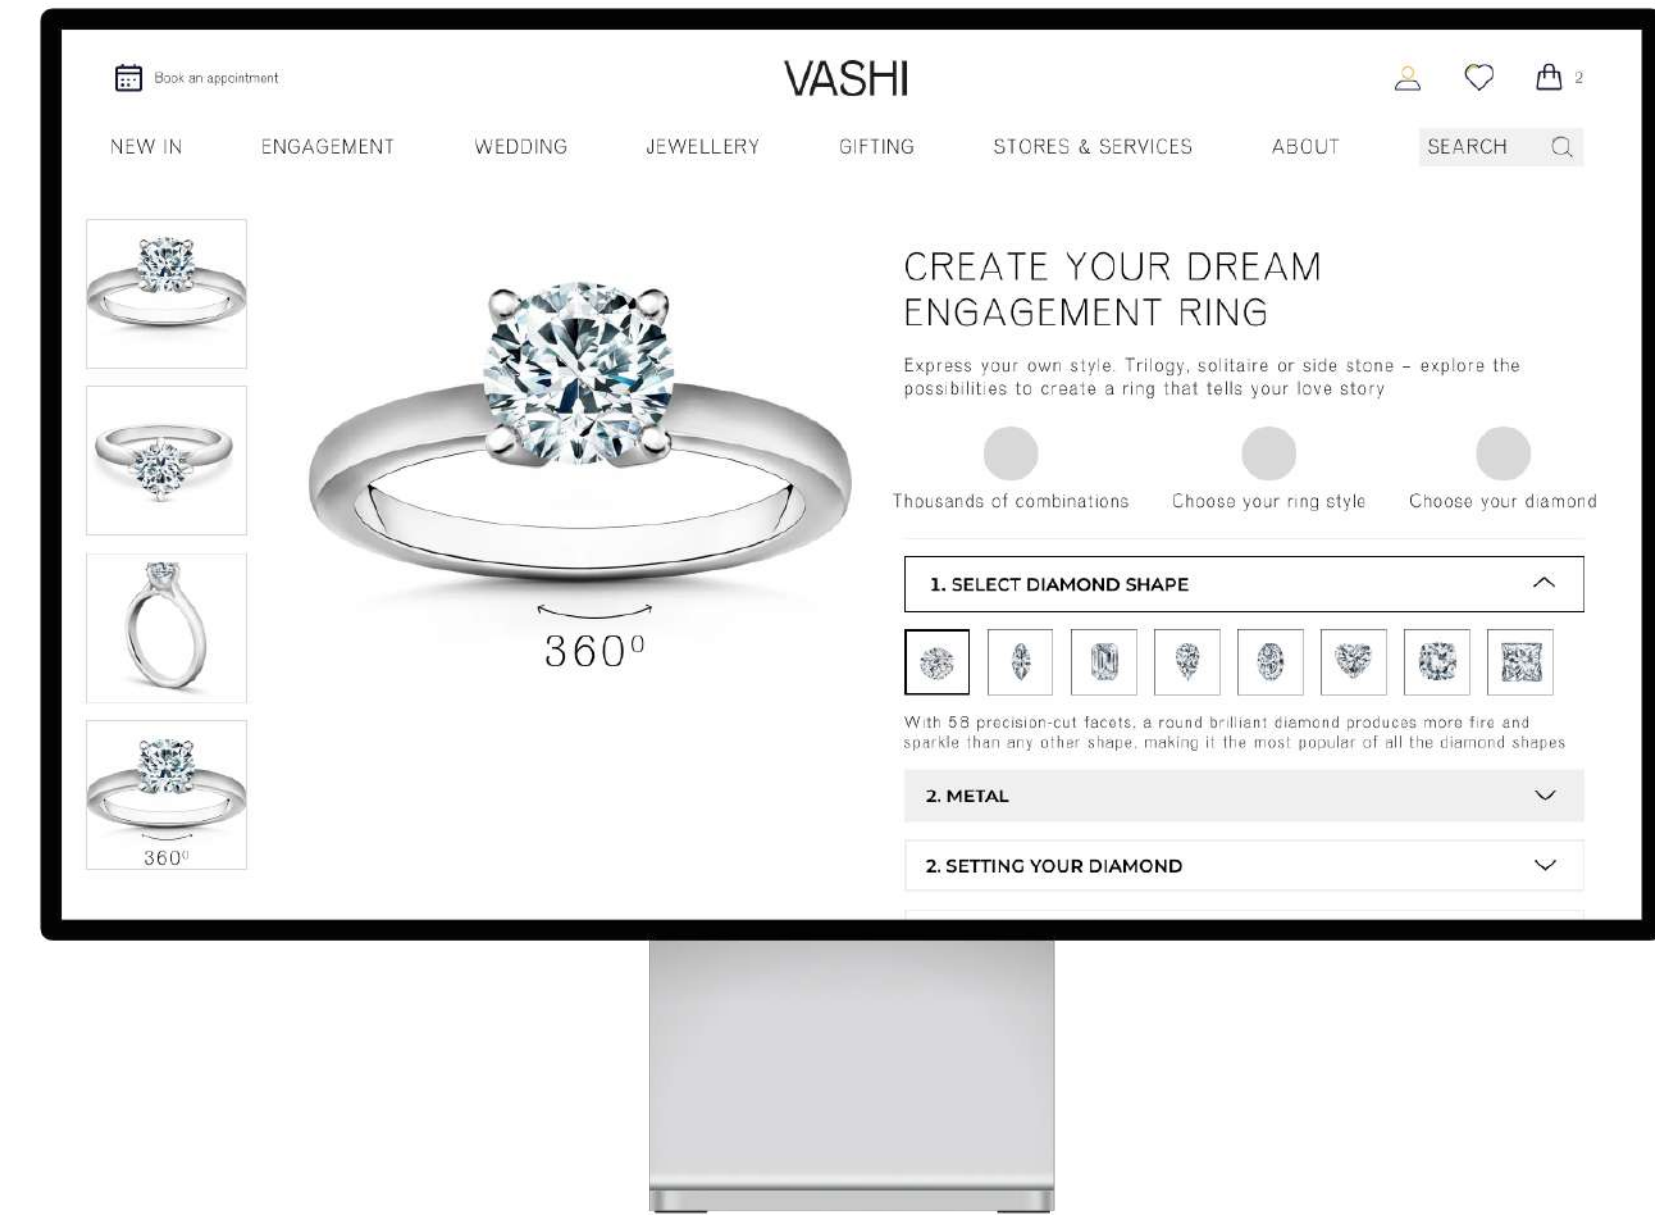 Book an appointment
VASHI
2
NEW IN
ENGAGEMENT
WEDDING
JEWELLERY
GIFTING
STORES & SERVICES
ABOUT
SEARCH
360⁰
360⁰
CREATE YOUR DREAM
ENGAGEMENT RING
Express your own style. Trilogy, solitaire or side stone – explore the
possibilities to create a ring that tells your love story
Thousands of combinations
Choose your ring style
Choose your diamond
1. SELECT DIAMOND SHAPE
With 58 precision-cut facets, a round brilliant diamond produces more fire and
sparkle than any other shape, making it the most popular of all the diamond shapes
2. METAL
2. SETTING YOUR DIAMOND